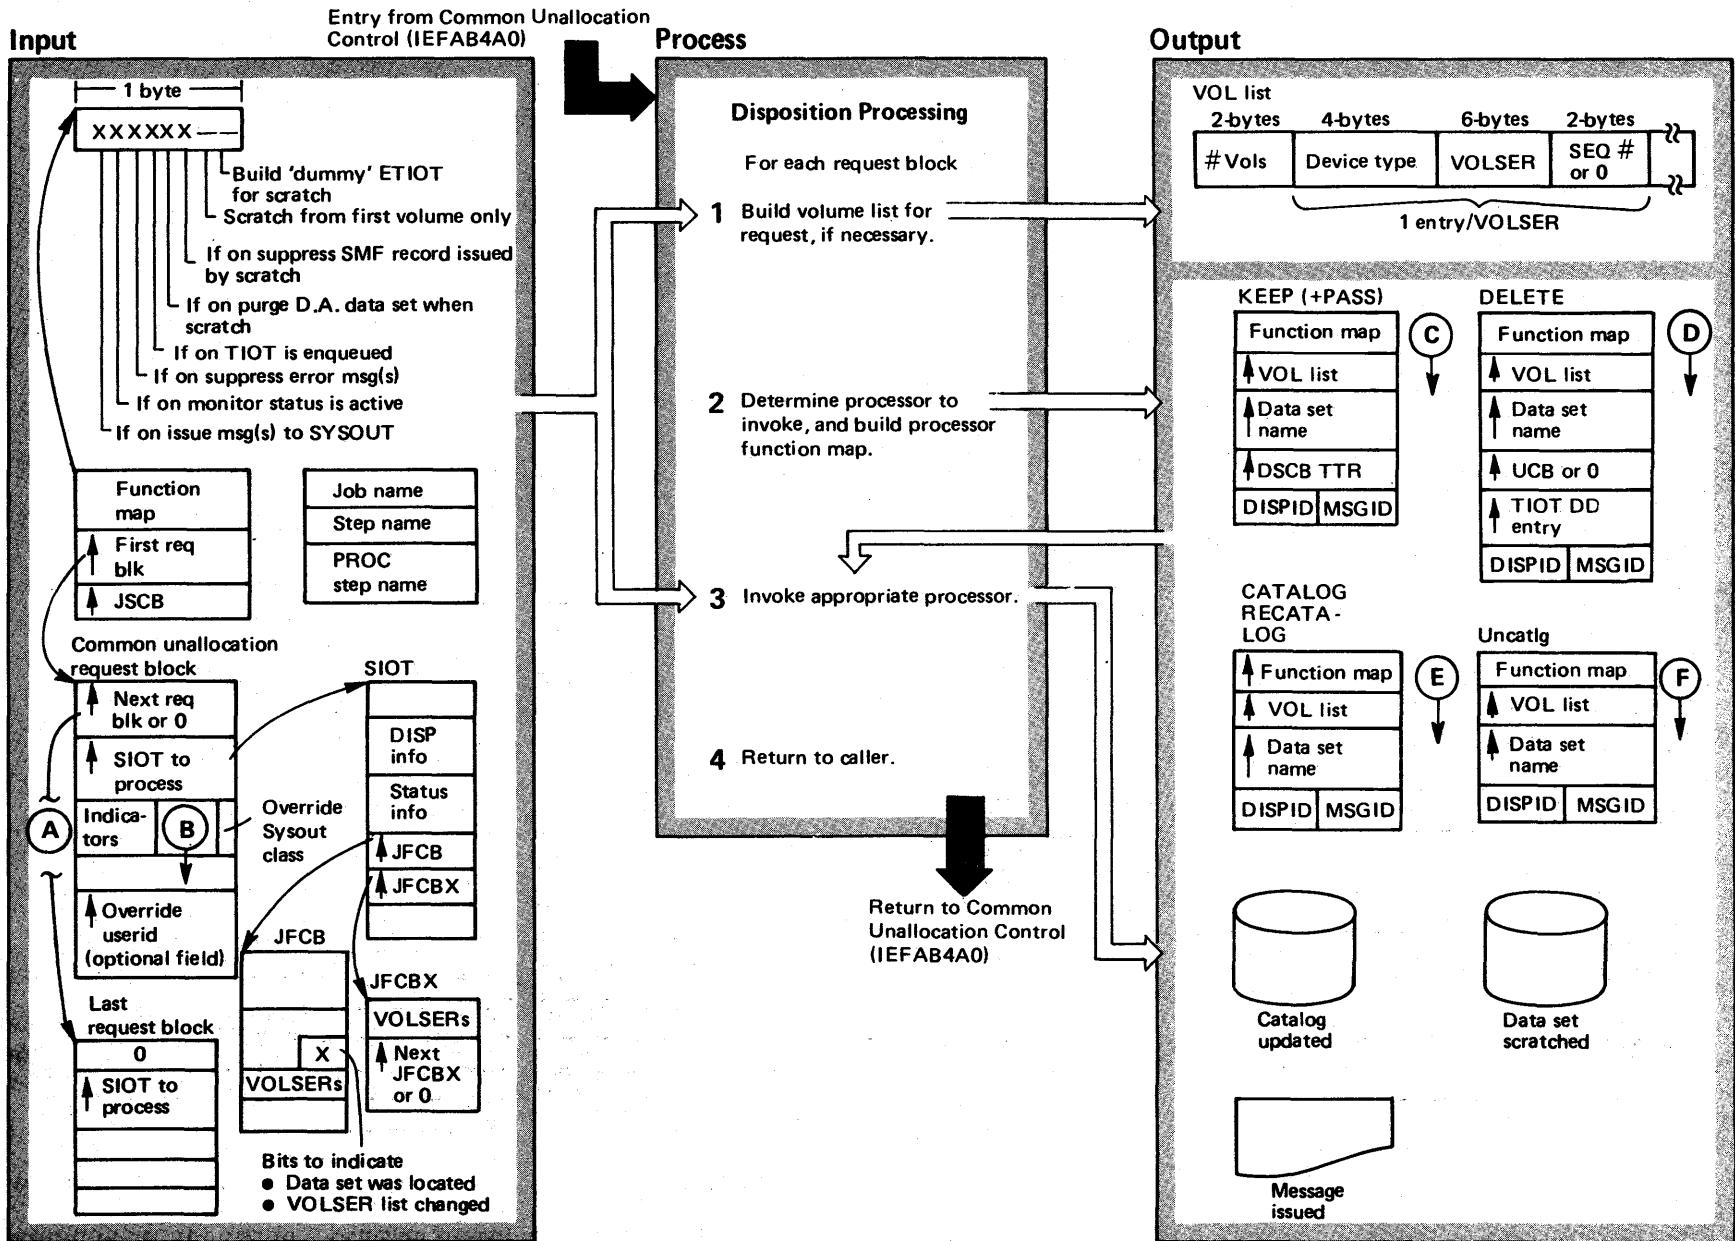 Entry from Common Unallocation
Control (IEFAB4A0)
Input
1 byte
XXXXXX — —
Build 'dummy' ETIOT
for scratch
Scratch from first volume only
If on suppress SMF record issued
by scratch
If on purge D.A. data set when
scratch
If on TIOT is enqueued
If on suppress error msg(s)
If on monitor status is active
If on issue msg(s) to SYSOUT
Function
map
First req
blk
JSCB
Job name
Step name
PROC
step name
Common unallocation
request block
Next req
blk or 0
SIOT to
process
Indica-
tors
A
B
Override
Sysout
class
Override
userid
(optional field)
SIOT
DISP
info
Status
info
JFCB
JFCBX
JFCB
X
VOLSERs
JFCBX
VOLSERs
Next
JFCBX
or 0
Last
request block
0
SIOT to
process
Bits to indicate
● Data set was located
● VOLSER list changed
Process
Disposition Processing
For each request block
1 Build volume list for
request, if necessary.
2 Determine processor to
invoke, and build processor
function map.
3 Invoke appropriate processor.
4 Return to caller.
Return to Common
Unallocation Control
(IEFAB4A0)
Output
VOL list
2-bytes 4-bytes 6-bytes 2-bytes
# Vols
Device type
VOLSER
SEQ #
or 0
1 entry/VOLSER
KEEP (+PASS)
Function map
VOL list
Data set
name
DSCB TTR
DISPID MSGID
C
DELETE
Function map
VOL list
Data set
name
UCB or 0
TIOT DD
entry
DISPID MSGID
D
CATALOG
RECATA-
LOG
Function map
VOL list
Data set
name
DISPID MSGID
E
Uncatlg
Function map
VOL list
Data set
name
DISPID MSGID
F
Catalog
updated
Data set
scratched
Message
issued